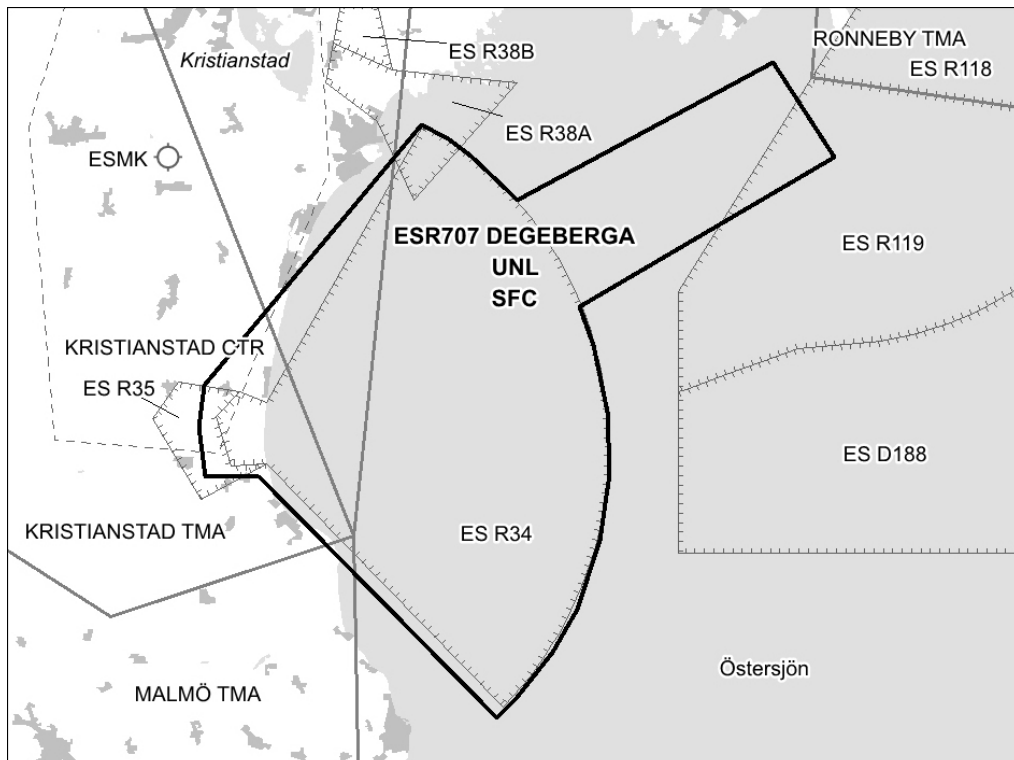 Kristianstad
ES R38B
RONNEBY TMA
ES R118
ES R38A
ESMK
ESR707 DEGEBERGA
UNL
SFC
ES R119
KRISTIANSTAD CTR
ES R35
ES D188
KRISTIANSTAD TMA
ES R34
Östersjön
MALMÖ TMA